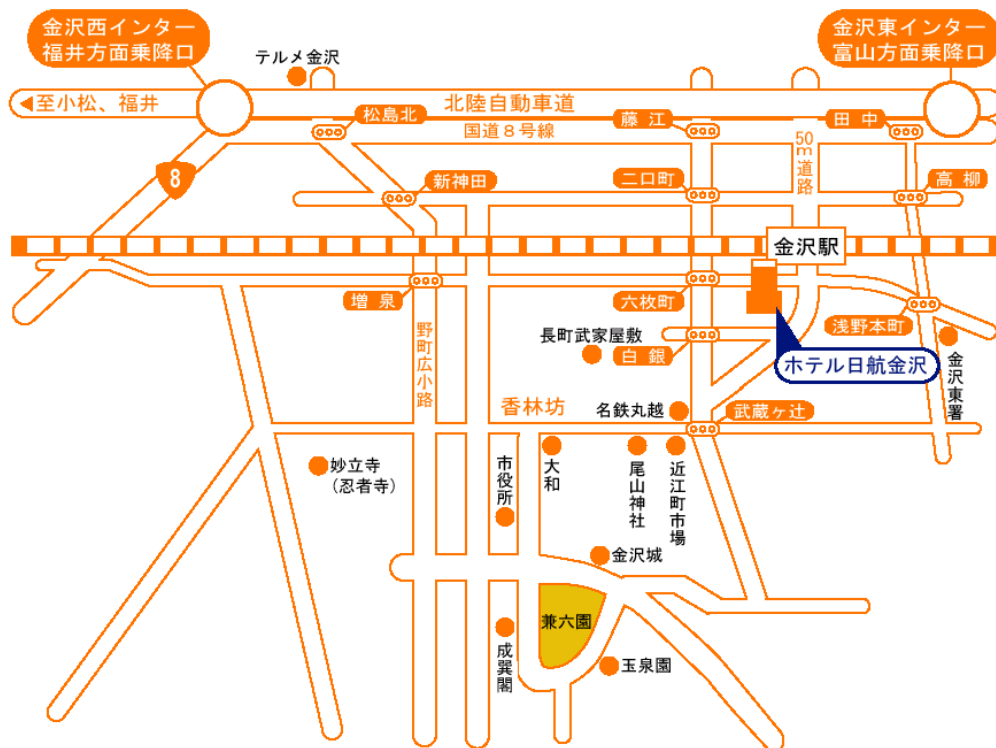 金沢西インター
福井方面乗降口
金沢東インター
富山方面乗降口
テルメ金沢
◀至小松、福井
北陸自動車道
松島北
国道８号線
藤江
田中
50m道路
8
新神田
二口町
高柳
金沢駅
増泉
六枚町
浅野本町
長町武家屋敷
白銀
ホテル日航金沢
野町広小路
金沢東署
香林坊
名鉄丸越
武蔵ヶ辻
妙立寺
（忍者寺）
市役所
大和
尾山神社
近江町市場
金沢城
兼六園
成巽閣
玉泉園